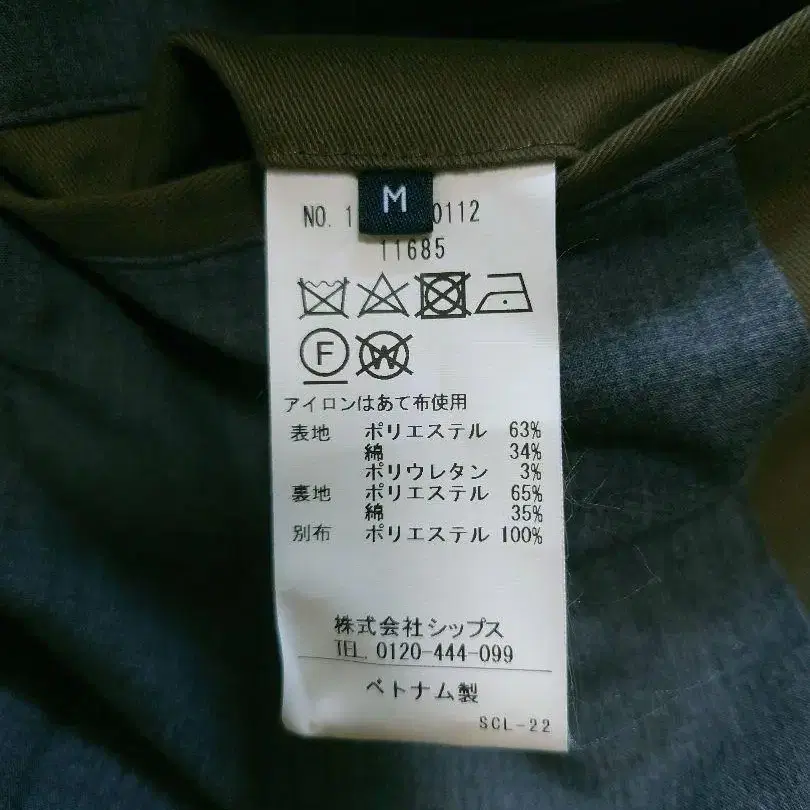 M
NO. 1 0112
11685
F
W
アイロンはあて布使用
表地 ポリエステル 63%
綿 34%
ポリウレタン 3%
裏地 ポリエステル 65%
綿 35%
別布 ポリエステル 100%
株式会社シップス
TEL. 0120-444-099
ベトナム製
SCL-22